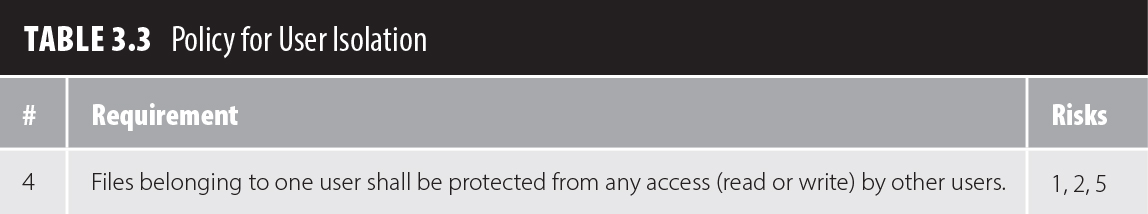 TABLE 3.3 Policy for User Isolation
# Requirement Risks
4 Files belonging to one user shall be protected from any access (read or write) by other users. 1, 2, 5